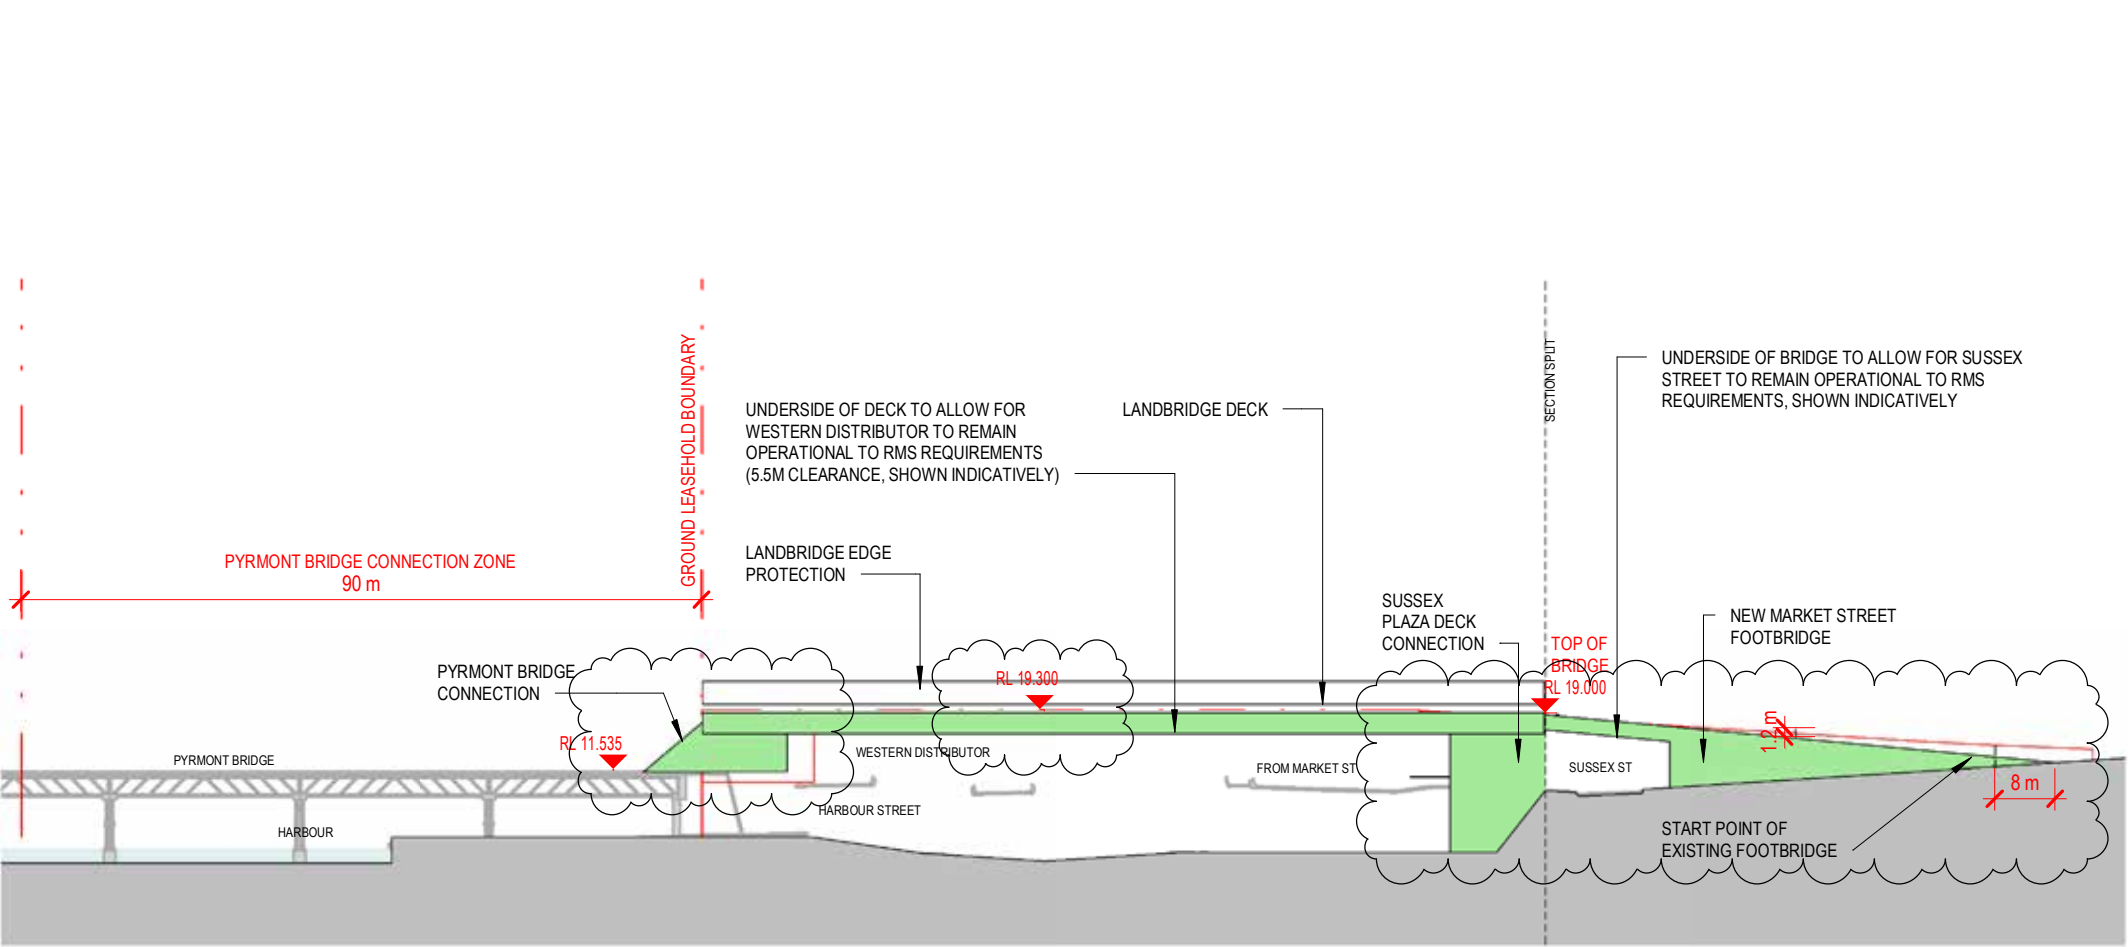 GROUND LEASEHOLD BOUNDARY
SECTION SPLIT
UNDERSIDE OF BRIDGE TO ALLOW FOR SUSSEX
STREET TO REMAIN OPERATIONAL TO RMS
REQUIREMENTS, SHOWN INDICATIVELY
UNDERSIDE OF DECK TO ALLOW FOR
WESTERN DISTRIBUTOR TO REMAIN
OPERATIONAL TO RMS REQUIREMENTS
(5.5M CLEARANCE, SHOWN INDICATIVELY)
LANDBRIDGE DECK
PYRMONT BRIDGE CONNECTION ZONE
90 m
LANDBRIDGE EDGE
PROTECTION
SUSSEX
PLAZA DECK
CONNECTION
NEW MARKET STREET
FOOTBRIDGE
TOP OF
BRIDGE
RL 19.000
PYRMONT BRIDGE
CONNECTION
RL 19.300
RL 11.535
1.2m
PYRMONT BRIDGE
WESTERN DISTRIBUTOR
FROM MARKET ST
SUSSEX ST
8 m
HARBOUR STREET
HARBOUR
START POINT OF
EXISTING FOOTBRIDGE